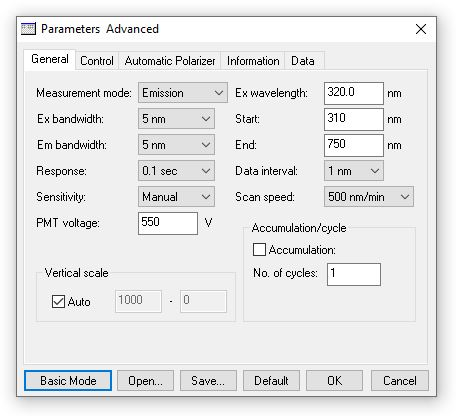 Parameters Advanced
General Control Automatic Polarizer Information Data
Measurement mode: Emission Ex wavelength: 320.0 nm
Ex bandwidth: 5 nm Start: 310 nm
Em bandwidth: 5 nm End: 750 nm
Response: 0.1 sec Data interval: 1 nm
Sensitivity: Manual Scan speed: 500 nm/min
PMT voltage: 550 V
Accumulation/cycle
Accumulation:
No. of cycles: 1
Vertical scale
Auto 1000 - 0
Basic Mode Open... Save... Default OK Cancel